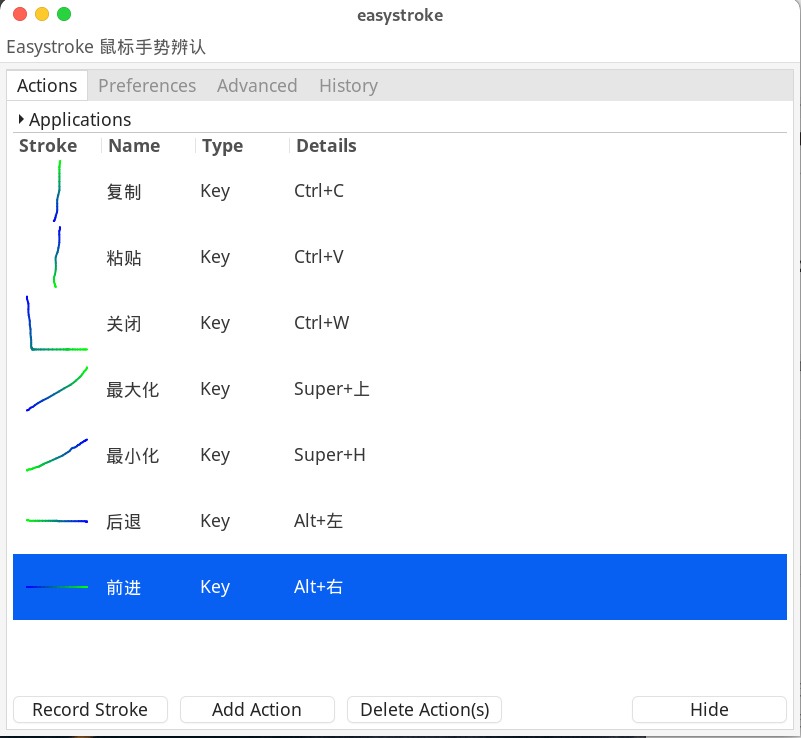 easystroke
Easystroke 鼠标手势辨认
Actions Preferences Advanced History
Applications
Stroke Name Type Details
复制 Key Ctrl+C
粘贴 Key Ctrl+V
关闭 Key Ctrl+W
最大化 Key Super+上
最小化 Key Super+H
后退 Key Alt+左
前进 Key Alt+右
Record Stroke Add Action Delete Action(s) Hide